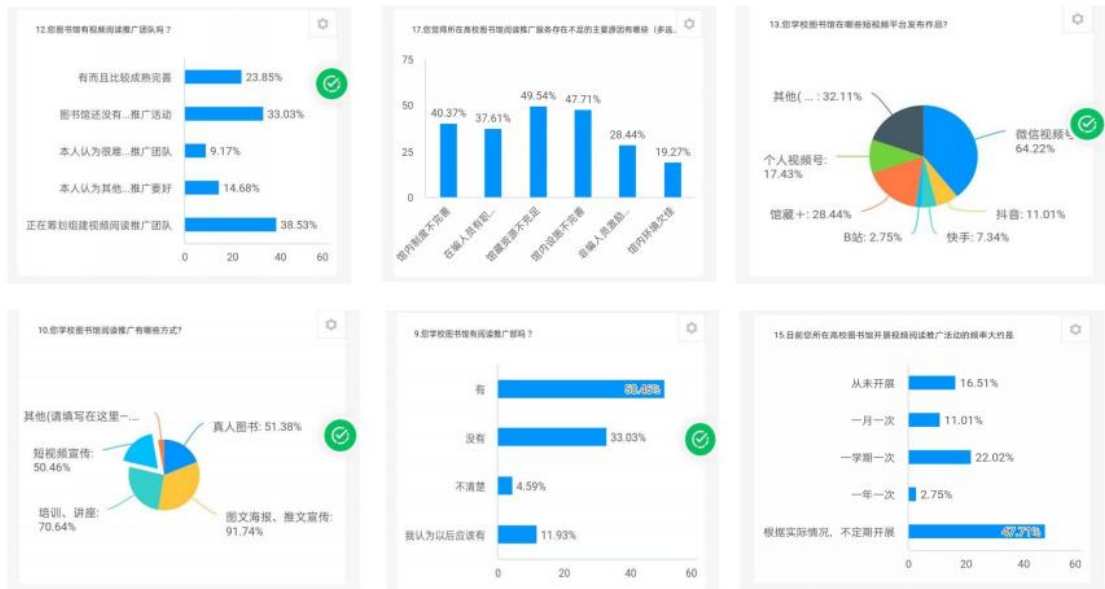 12.您图书馆有视频阅读推广团队吗？
有而且比较成熟完善
23.85%
图书馆还没有...推广活动
33.03%
本人认为很难...推广团队
9.17%
本人认为其他...推广要好
14.68%
正在筹划组建视频阅读推广团队
38.53%
0 20 40 60
17.您觉得所在高校图书馆阅读推广服务存在不足的主要原因有哪些（多选...
75
50
25
0
40.37%
37.61%
49.54%
47.71%
28.44%
19.27%
馆内制度不完善
在编人员有职...
馆藏资源不充足
馆内设施不完善
非编人员激励...
馆内环境欠佳
13.您学校图书馆在哪些短视频平台发布作品?
其他( ... : 32.11%
微信视频号
64.22%
个人视频号:
17.43%
馆藏＋: 28.44%
抖音: 11.01%
B站: 2.75%
快手: 7.34%
10.您学校图书馆阅读推广有哪些方式?
其他(请填写在这里一....
真人图书: 51.38%
短视频宣传:
50.46%
培训、讲座:
70.64%
图文海报、推文宣传:
91.74%
9.您学校图书馆有阅读推广部吗？
有
50.46%
没有
33.03%
不清楚
4.59%
我认为以后应该有
11.93%
0 20 40 60
15.目前您所在高校图书馆开展视频阅读推广活动的频率大约是
从未开展
16.51%
一月一次
11.01%
一学期一次
22.02%
一年一次
2.75%
根据实际情况，不定期开展
47.71%
0 20 40 60